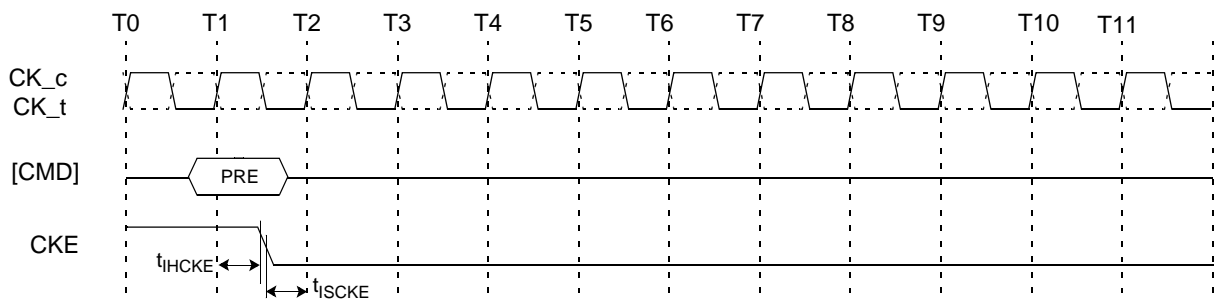 T0 T1 T2 T3 T4 T5 T6 T7 T8 T9 T10 T11
CK_c
CK_t
[CMD] PRE
CKE
tIHCKE
tISCKE